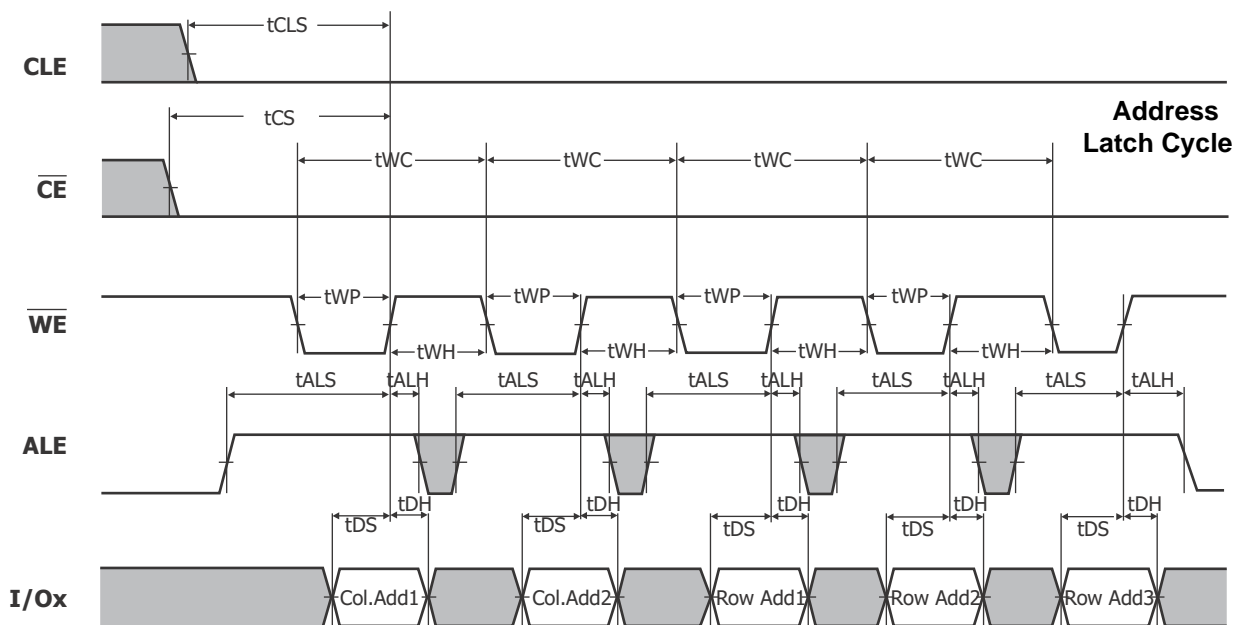 tCLS
CLE
tCS
Address
Latch Cycle
tWC tWC tWC tWC
CE
tWP tWP tWP tWP
WE
tWH tWH tWH tWH
tALS tALH tALS tALH tALS tALH tALS tALH tALS tALH
ALE
tDH tDH tDH tDH tDH
tDS tDS tDS tDS tDS
I/Ox Col.Add1 Col.Add2 Row Add1 Row Add2 Row Add3